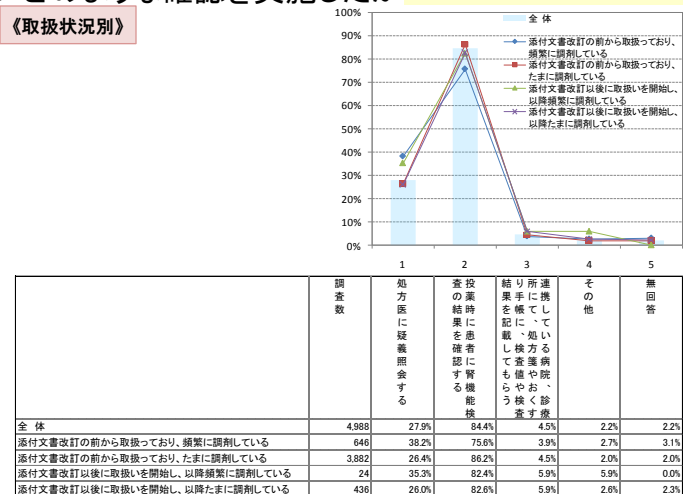 《取扱状況別》
100%
90%
80%
70%
60%
50%
40%
30%
20%
10%
0%
全 体
添付文書改訂の前から取扱っており、
頻繁に調剤している
添付文書改訂の前から取扱っており、
たまに調剤している
添付文書改訂以後に取扱いを開始し、
以降頻繁に調剤している
添付文書改訂以後に取扱いを開始し、
以降たまに調剤している
1 2 3 4 5
調査数
処方医に疑義照会する
投薬時に患者に腎機能検
査の結果を確認する
連携している病院、診療
所にて、処方箋やおくす
り手帳に、検査値や検査
結果を記載してもらう
その他
無回答
全 体 4,988 27.9% 84.4% 4.5% 2.2% 2.2%
添付文書改訂の前から取扱っており、頻繁に調剤している 646 38.2% 75.6% 3.9% 2.7% 3.1%
添付文書改訂の前から取扱っており、たまに調剤している 3,882 26.4% 86.2% 4.5% 2.0% 2.0%
添付文書改訂以後に取扱いを開始し、以降頻繁に調剤している 24 35.3% 82.4% 5.9% 5.9% 0.0%
添付文書改訂以後に取扱いを開始し、以降たまに調剤している 436 26.0% 82.6% 5.9% 2.6% 2.3%